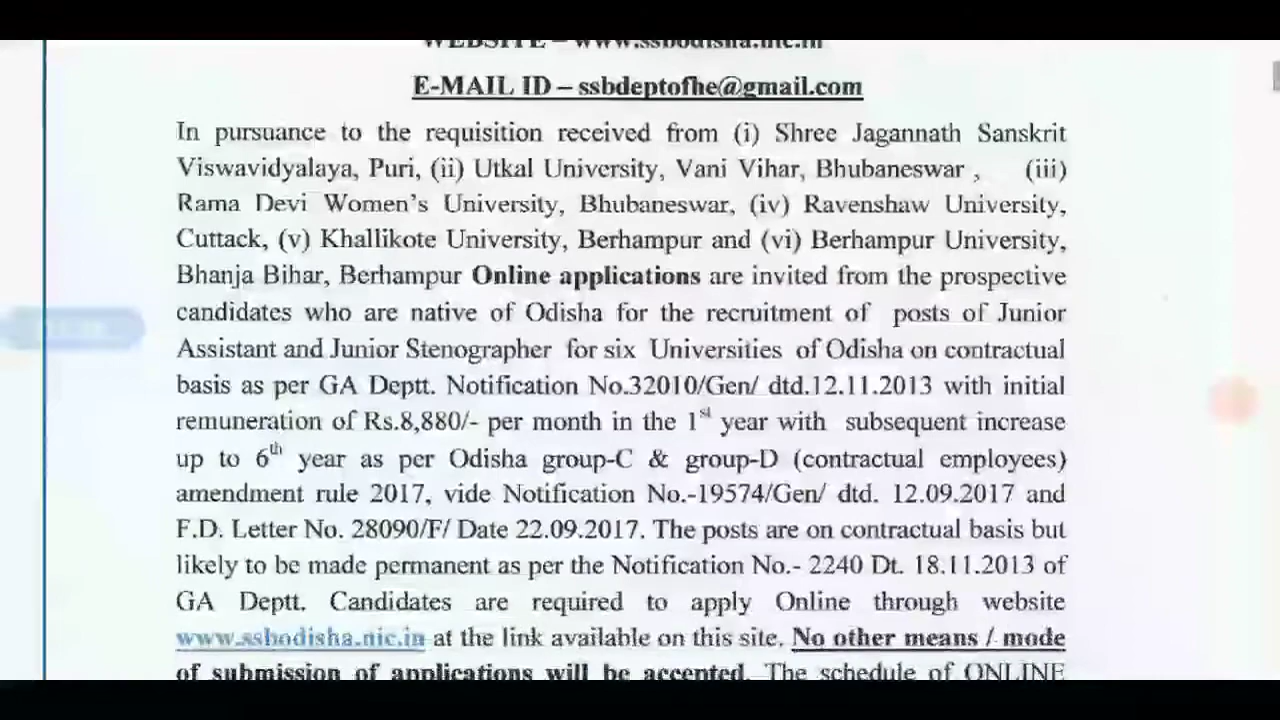 WEBSITE – www.ssbodisha.nic.in
E-MAIL ID – ssbdeptofhe@gmail.com
In pursuance to the requisition received from (i) Shree Jagannath Sanskrit
Viswavidyalaya, Puri, (ii) Utkal University, Vani Vihar, Bhubaneswar , (iii)
Rama Devi Women's University, Bhubaneswar, (iv) Ravenshaw University,
Cuttack, (v) Khallikote University, Berhampur and (vi) Berhampur University,
Bhanja Bihar, Berhampur Online applications are invited from the prospective
candidates who are native of Odisha for the recruitment of posts of Junior
Assistant and Junior Stenographer for six Universities of Odisha on contractual
basis as per GA Deptt. Notification No.32010/Gen/ dtd.12.11.2013 with initial
remuneration of Rs.8,880/- per month in the 1st year with subsequent increase
up to 6th year as per Odisha group-C & group-D (contractual employees)
amendment rule 2017, vide Notification No.-19574/Gen/ dtd. 12.09.2017 and
F.D. Letter No. 28090/F/ Date 22.09.2017. The posts are on contractual basis but
likely to be made permanent as per the Notification No.- 2240 Dt. 18.11.2013 of
GA Deptt. Candidates are required to apply Online through website
www.ssbodisha.nic.in at the link available on this site. No other means / mode
of submission of applications will be accepted. The schedule of ONLINE